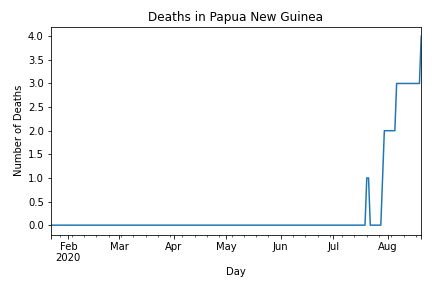 Deaths in Papua New Guinea
4.0
3.5
3.0
2.5
2.0
1.5
1.0
0.5
0.0
Number of Deaths
Feb Mar Apr May Jun Jul Aug
2020
Day